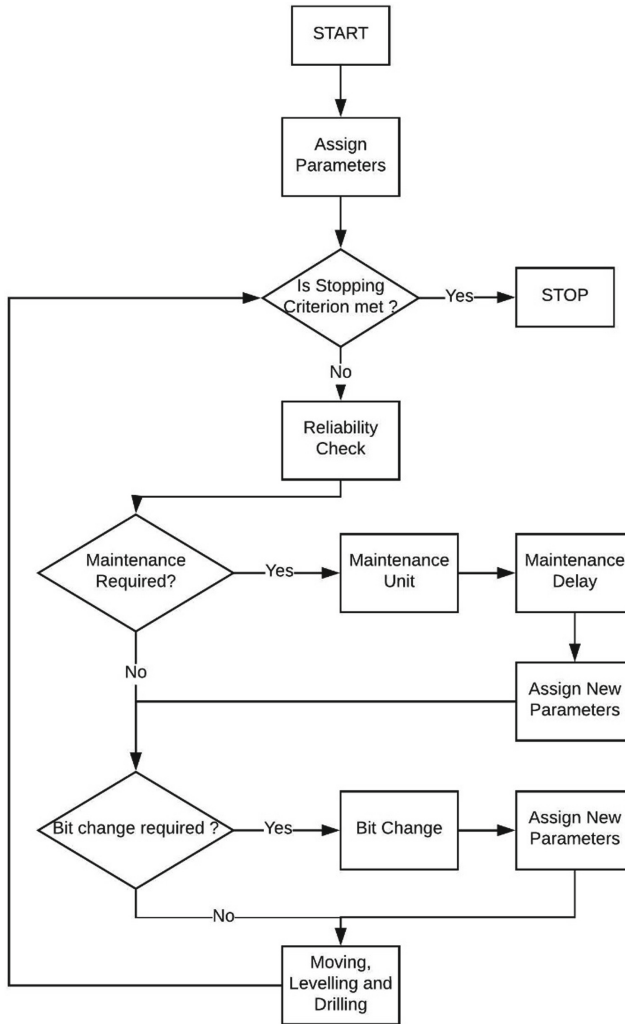 START
Assign
Parameters
Is Stopping
Criterion met ?
Yes
STOP
No
Reliability
Check
Maintenance
Required?
Yes
Maintenance
Unit
Maintenance
Delay
No
Assign New
Parameters
Bit change required ?
Yes
Bit Change
Assign New
Parameters
No
Moving,
Levelling and
Drilling